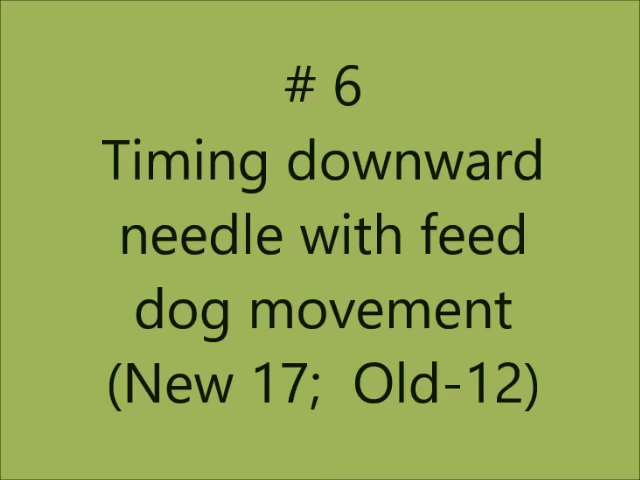 # 6
Timing downward
needle with feed
dog movement
(New 17;  Old-12)